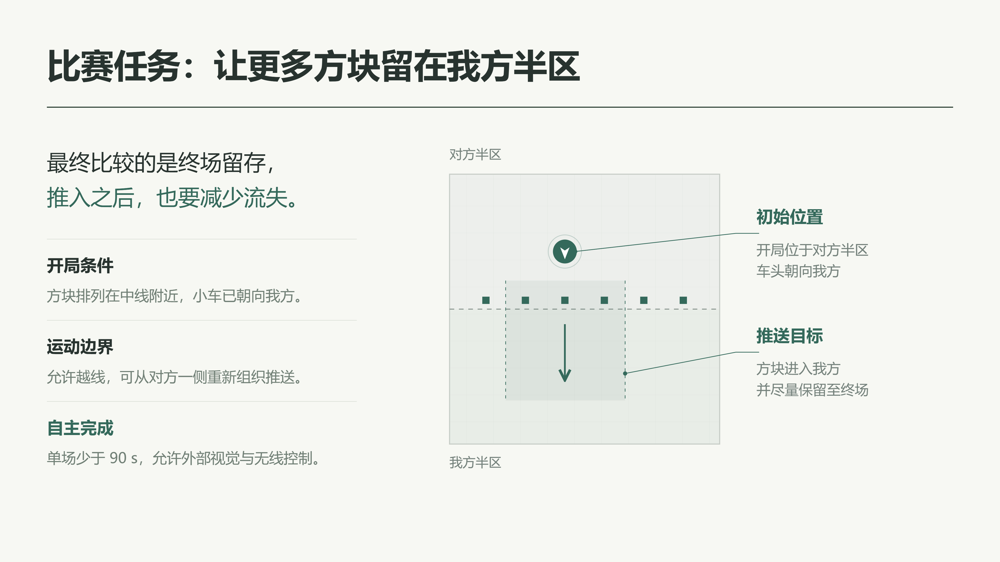 比赛任务：让更多方块留在我方半区
最终比较的是终场留存，
推入之后，也要减少流失。
开局条件
方块排列在中线附近，小车已朝向我方。
运动边界
允许越线，可从对方一侧重新组织推送。
自主完成
单场少于 90 s，允许外部视觉与无线控制。
对方半区
初始位置
开局位于对方半区
车头朝向我方
推送目标
方块进入我方
并尽量保留至终场
我方半区